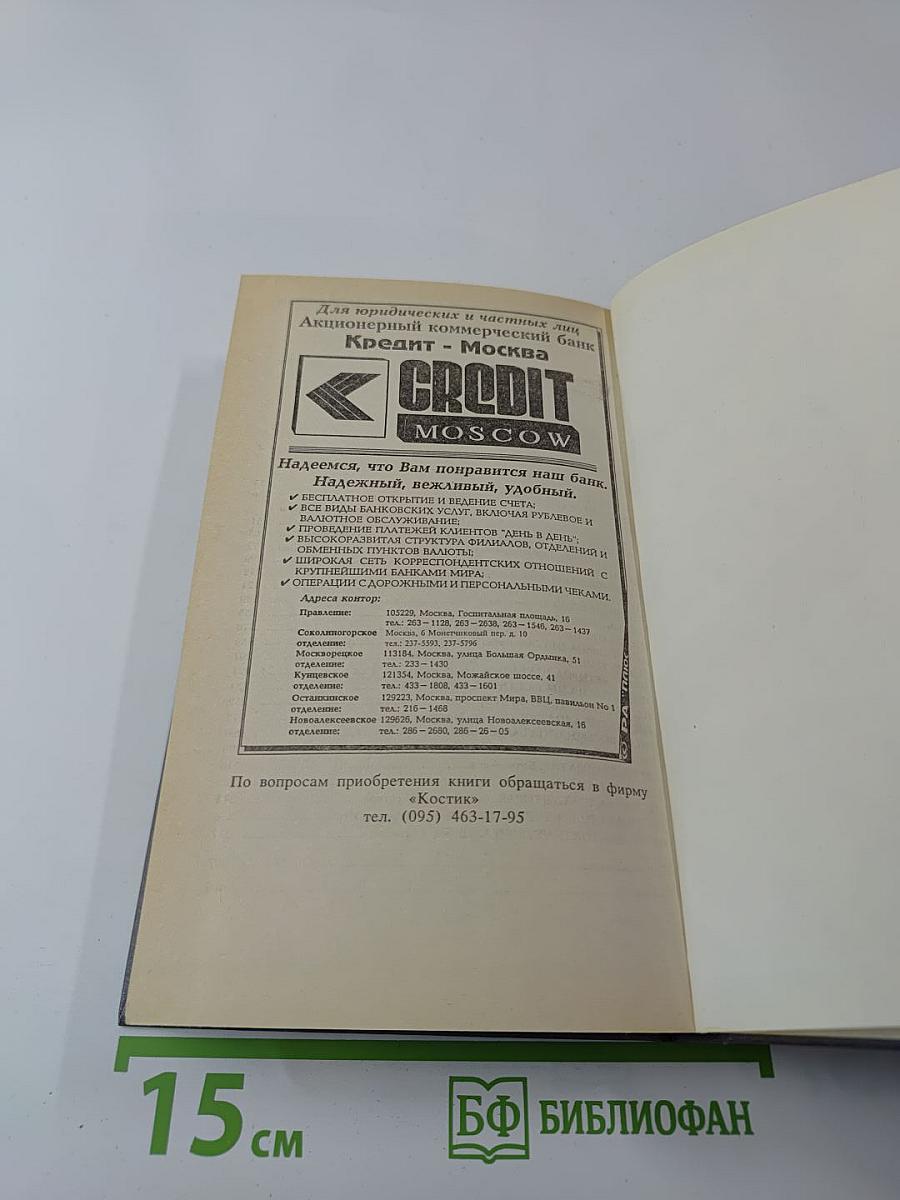 Для юридических и частных лиц
Акционерный коммерческий банк
Кредит - Москва
CREDIT
MOSCOW
Надеемся, что Вам понравится наш банк.
Надежный, вежливый, удобный.
✔ БЕСПЛАТНОЕ ОТКРЫТИЕ И ВЕДЕНИЕ СЧЕТА;
✔ ВСЕ ВИДЫ БАНКОВСКИХ УСЛУГ, ВКЛЮЧАЯ РУБЛЕВОЕ И
ВАЛЮТНОЕ ОБСЛУЖИВАНИЕ;
✔ ПРОВЕДЕНИЕ ПЛАТЕЖЕЙ КЛИЕНТОВ "ДЕНЬ В ДЕНЬ";
✔ ВЫСОКОРАЗВИТАЯ СТРУКТУРА ФИЛИАЛОВ, ОТДЕЛЕНИЙ И
ОБМЕННЫХ ПУНКТОВ ВАЛЮТЫ;
✔ ШИРОКАЯ СЕТЬ КОРРЕСПОНДЕНТСКИХ ОТНОШЕНИЙ С
КРУПНЕЙШИМИ БАНКАМИ МИРА;
✔ ОПЕРАЦИИ С ДОРОЖНЫМИ И ПЕРСОНАЛЬНЫМИ ЧЕКАМИ.
Адреса контор:
Правление: 105229, Москва, Госпитальная площадь, 16
тел.: 263-1128, 263-2638, 263-1546, 263-1437
Соколиногорское Москва, 6 Монетчиковый пер. д. 10
отделение: тел.: 237-5593, 237-5796
Москворецкое 113184, Москва, улица Большая Ордынка, 51
отделение: тел.: 233-1430
Кунцевское 121354, Москва, Можайское шоссе, 41
отделение: тел.: 433-1808, 433-1601
Останкинское 129223, Москва, проспект Мира, ВВЦ, павильон No 1
отделение: тел.: 216-1468
Новоалексеевское 129626, Москва, улица Новоалексеевская, 16
отделение: тел.: 286-2680, 286-26-05
© РА "ПЛЮС"
По вопросам приобретения книги обращаться в фирму
«Костик»
тел. (095) 463-17-95
15 см
БФ БИБЛИОФАН